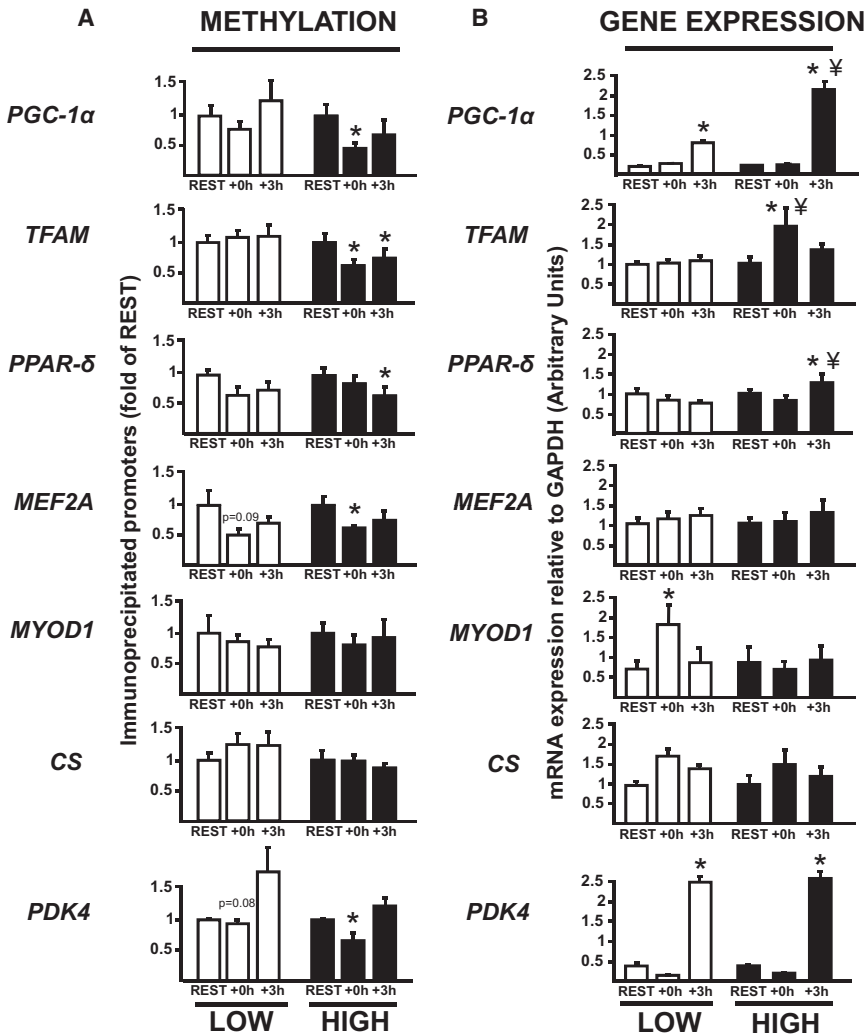 A METHYLATION
B GENE EXPRESSION
Immunoprecipitated promoters (fold of REST)
mRNA expression relative to GAPDH (Arbitrary Units)
PGC-1α
1.5
1
0.5
*
REST +0h +3h REST +0h +3h
PGC-1α
2.5
2
1.5
1
0.5
*
* ¥
REST +0h +3h REST +0h +3h
TFAM
1.5
1
0.5
* *
REST +0h +3h REST +0h +3h
TFAM
2.5
2
1.5
1
0.5
* ¥
REST +0h +3h REST +0h +3h
PPAR-δ
1.5
1
0.5
*
REST +0h +3h REST +0h +3h
PPAR-δ
2.5
2
1.5
1
0.5
* ¥
REST +0h +3h REST +0h +3h
MEF2A
1.5
1
0.5
p=0.09
*
REST +0h +3h REST +0h +3h
MEF2A
2.5
2
1.5
1
0.5
REST +0h +3h REST +0h +3h
MYOD1
1.5
1
0.5
REST +0h +3h REST +0h +3h
MYOD1
2.5
2
1.5
1
0.5
*
REST +0h +3h REST +0h +3h
CS
1.5
1
0.5
REST +0h +3h REST +0h +3h
CS
2.5
2
1.5
1
0.5
REST +0h +3h REST +0h +3h
PDK4
1.5
1
0.5
p=0.08
*
REST +0h +3h REST +0h +3h
LOW HIGH
PDK4
2.5
2
1.5
1
0.5
*
*
REST +0h +3h REST +0h +3h
LOW HIGH